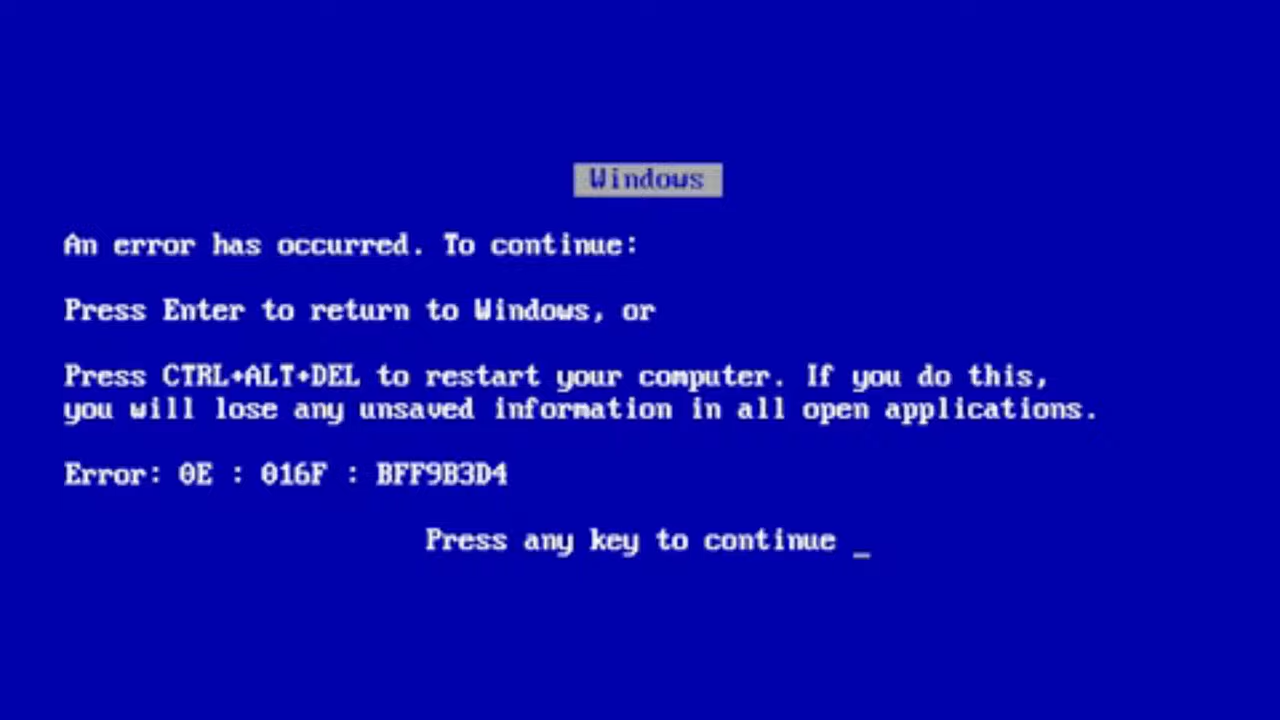 Windows
An error has occurred. To continue:
Press Enter to return to Windows, or
Press CTRL+ALT+DEL to restart your computer. If you do this,
you will lose any unsaved information in all open applications.
Error: 0E : 016F : BFF9B3D4
Press any key to continue _